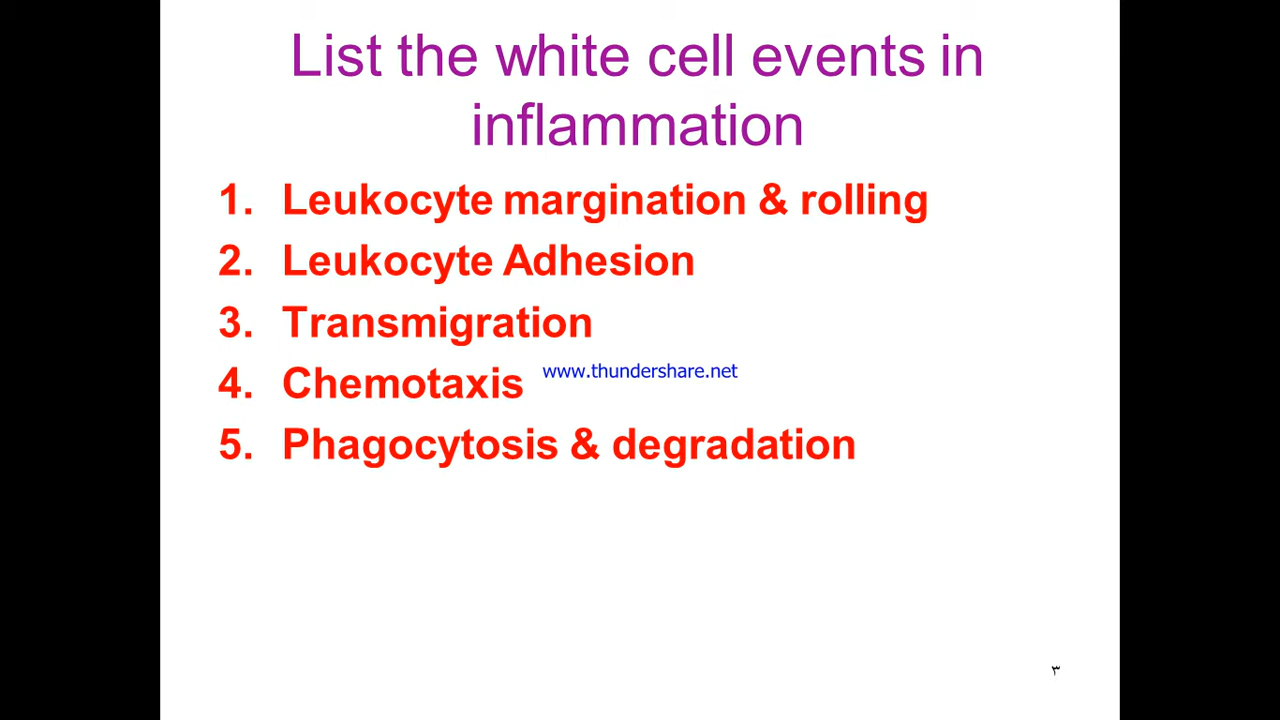 List the white cell events in
inflammation
1. Leukocyte margination & rolling
2. Leukocyte Adhesion
3. Transmigration
4. Chemotaxis
www.thundershare.net
5. Phagocytosis & degradation
٣